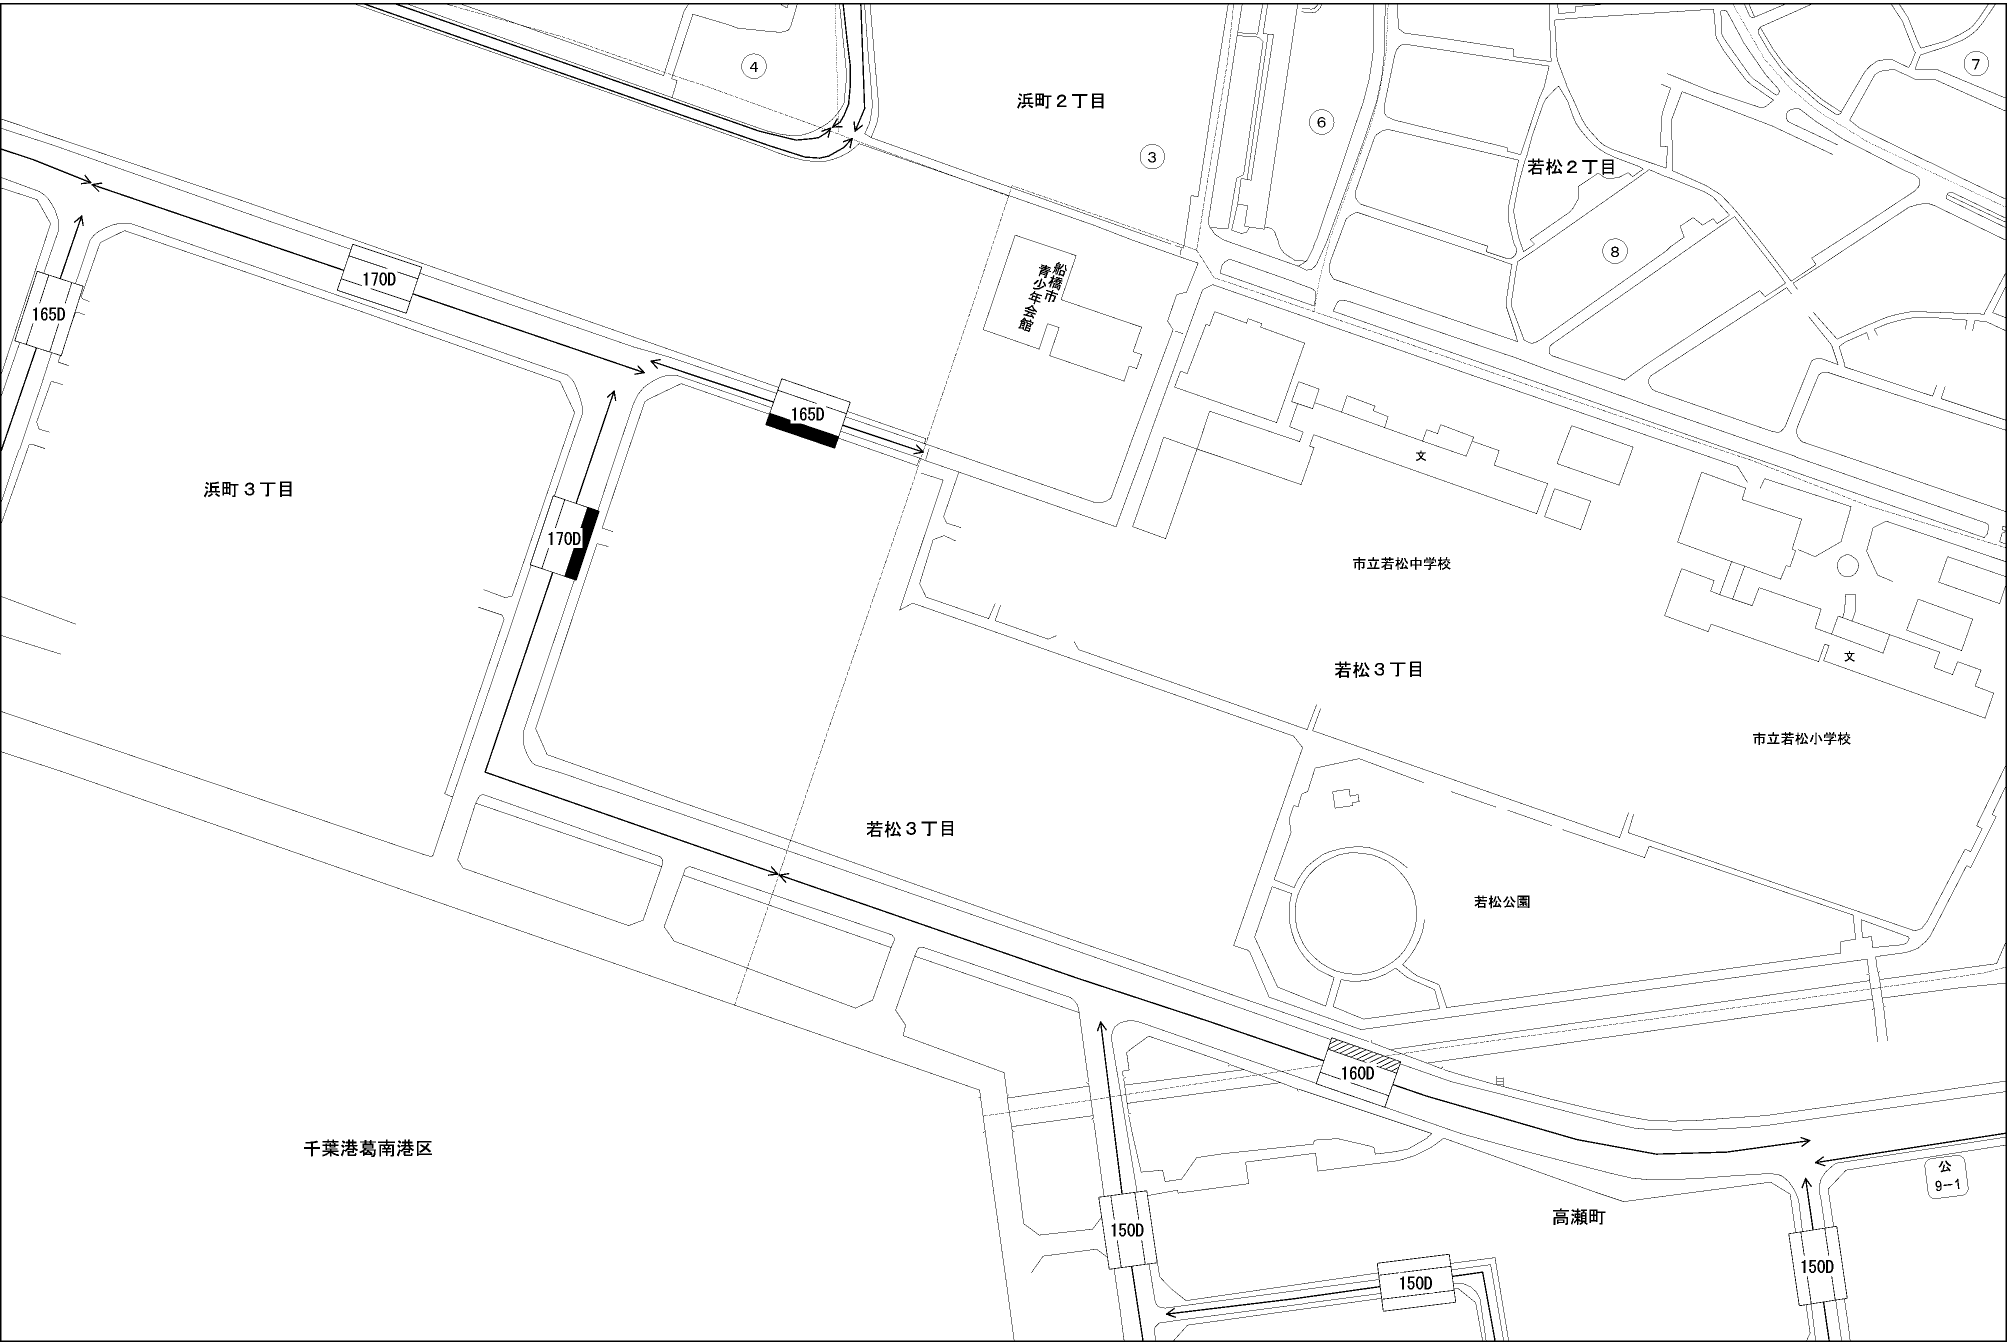 ④
浜町２丁目
③
⑥
⑦
若松２丁目
⑧
船橋市
青少年会館
170D
165D
165D
文
浜町３丁目
170D
市立若松中学校
若松３丁目
文
市立若松小学校
若松３丁目
若松公園
160D
千葉港葛南港区
公
9－1
高瀬町
150D
150D
150D